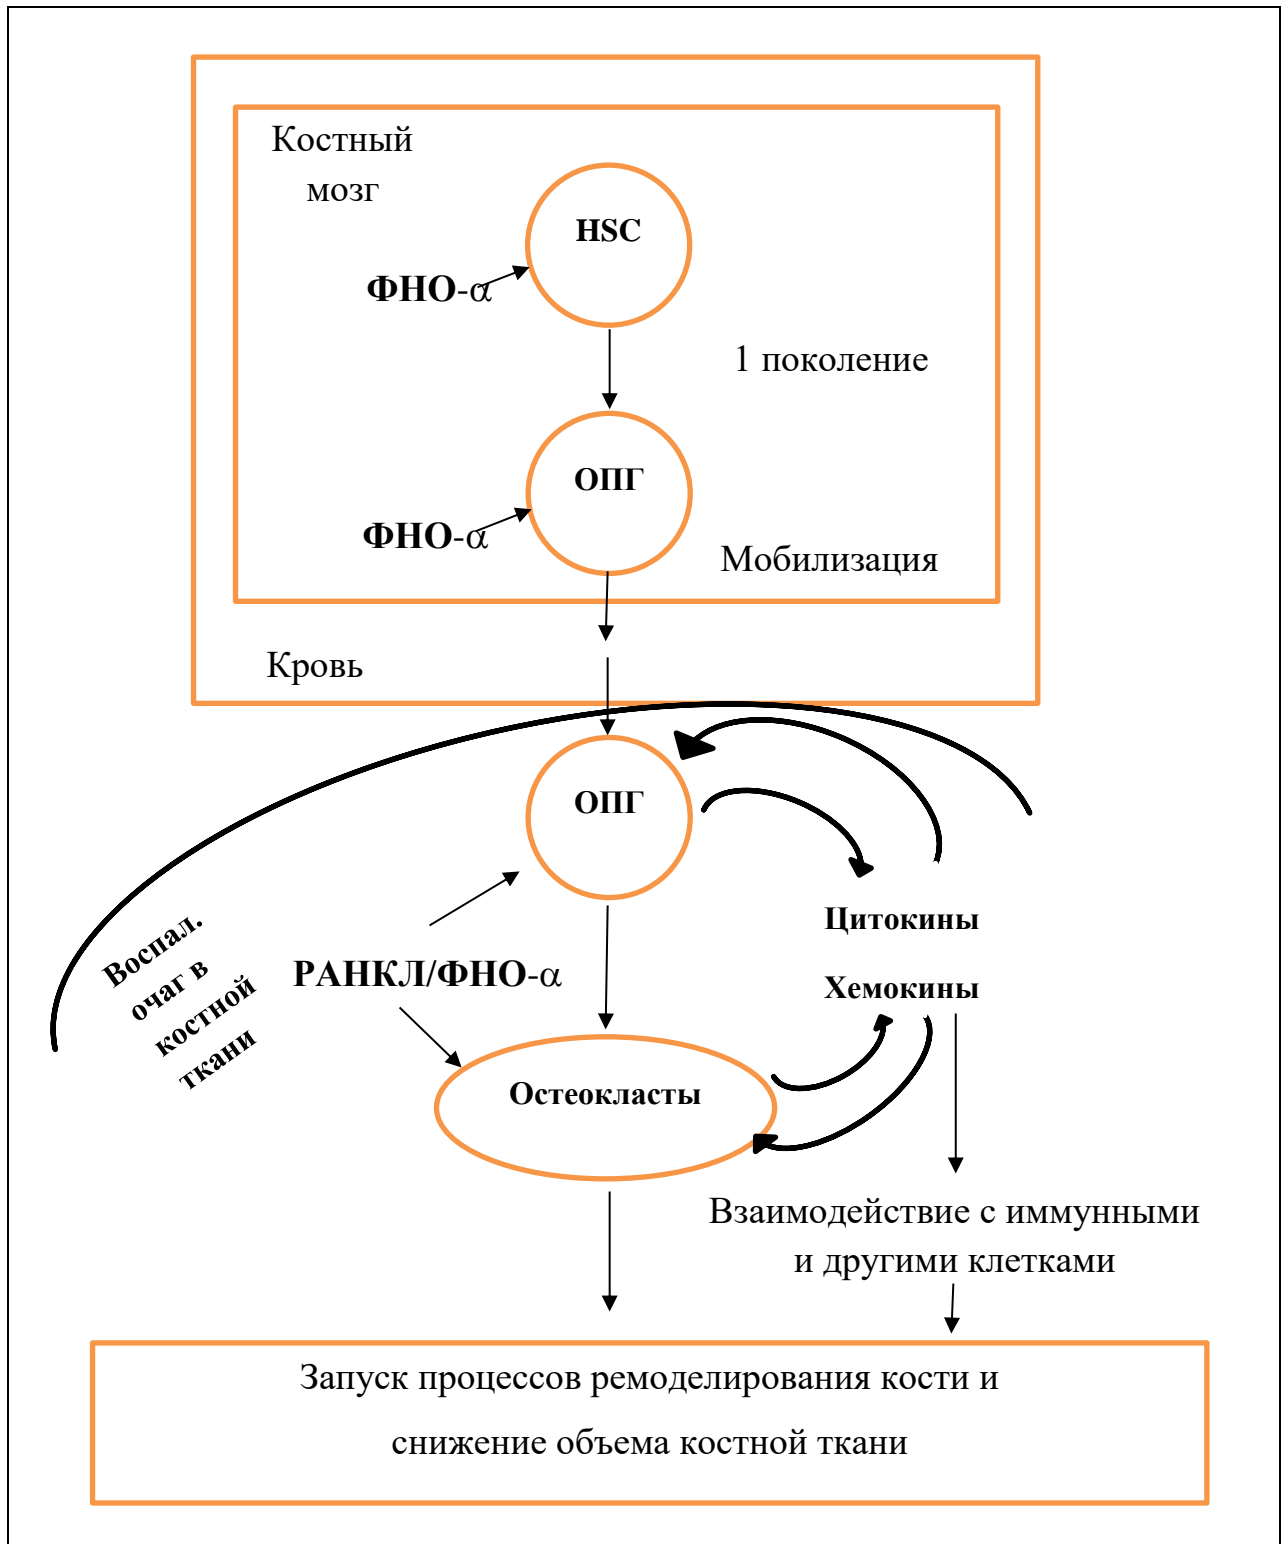 Костный
мозг
HSC
ФНО-α
1 поколение
ОПГ
ФНО-α
Мобилизация
Кровь
ОПГ
Воспал.
очаг в
костной
ткани
РАНКЛ/ФНО-α
Цитокины
Хемокины
Остеокласты
Взаимодействие с иммунными
и другими клетками
Запуск процессов ремоделирования кости и
снижение объема костной ткани